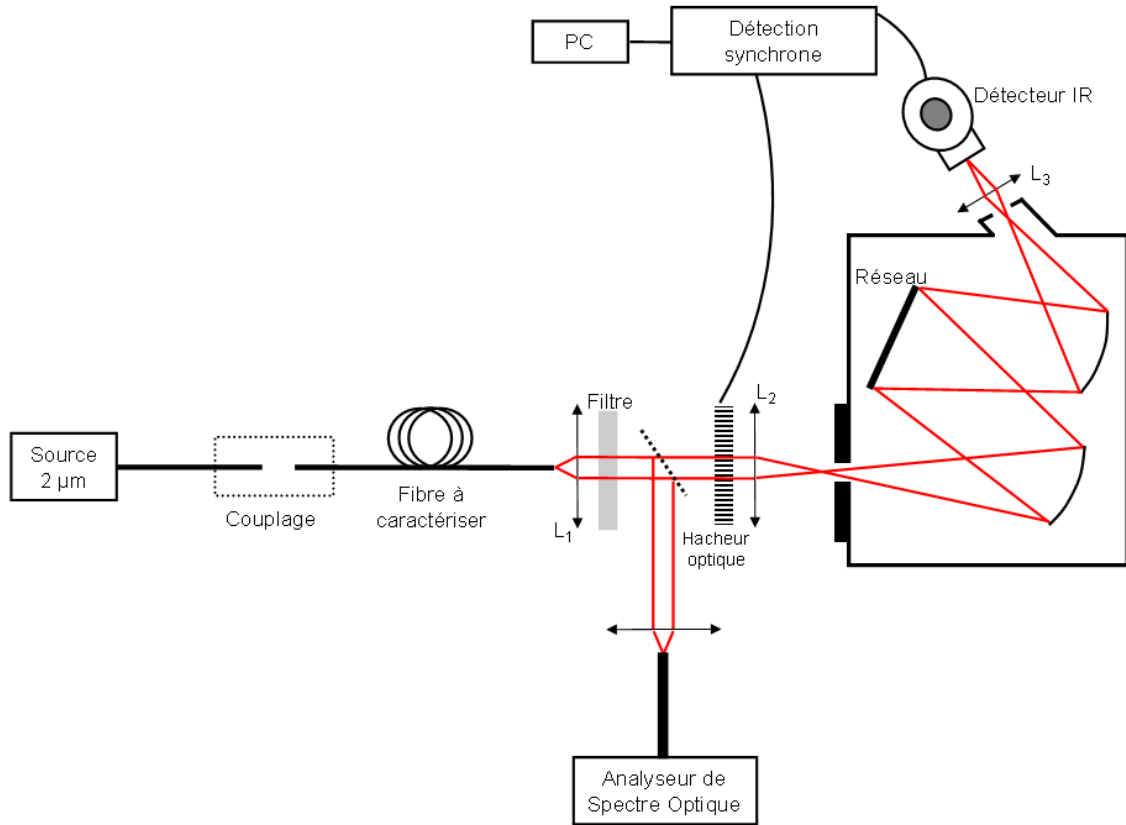 PC
Détection
synchrone
Détecteur IR
L3
Réseau
Filtre
L2
Source
2 µm
Couplage
Fibre à
caractériser
L1
Hacheur
optique
Analyseur de
Spectre Optique